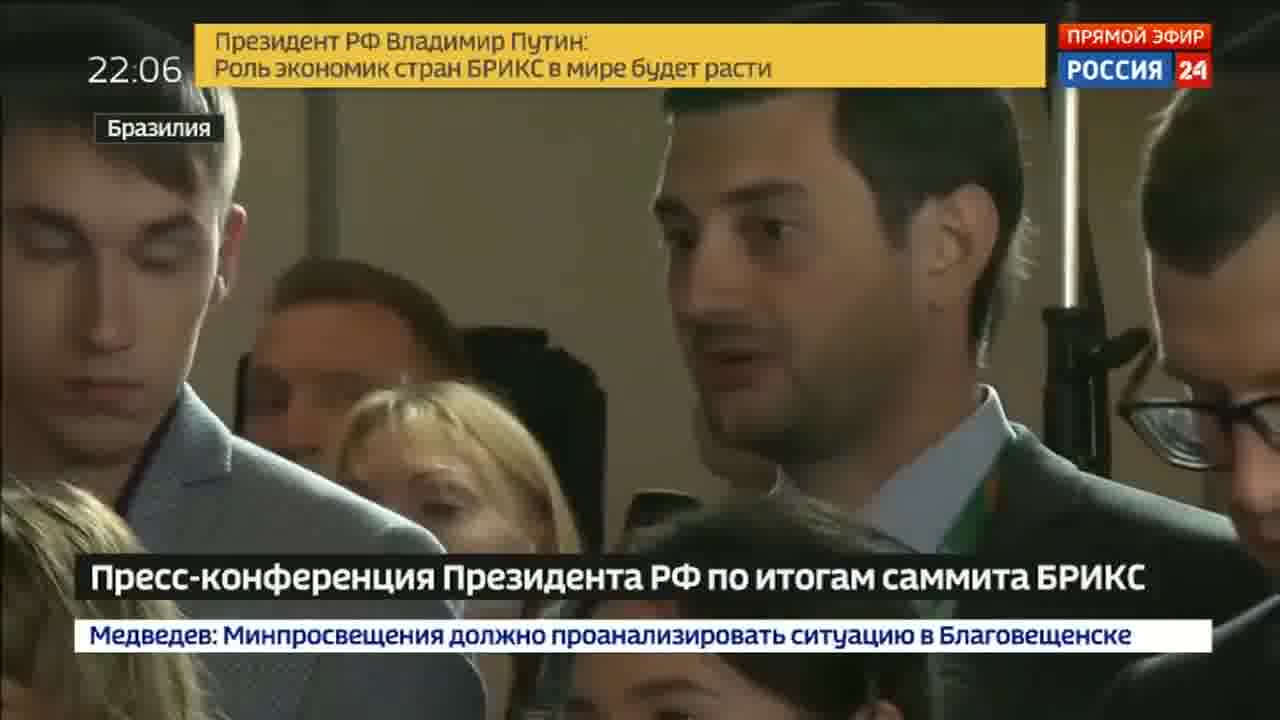 Президент РФ Владимир Путин:
Роль экономик стран БРИКС в мире будет расти
ПРЯМОЙ ЭФИР
22:06
РОССИЯ 24
Бразилия
Пресс-конференция Президента РФ по итогам саммита БРИКС
Медведев: Минпросвещения должно проанализировать ситуацию в Благовещенске